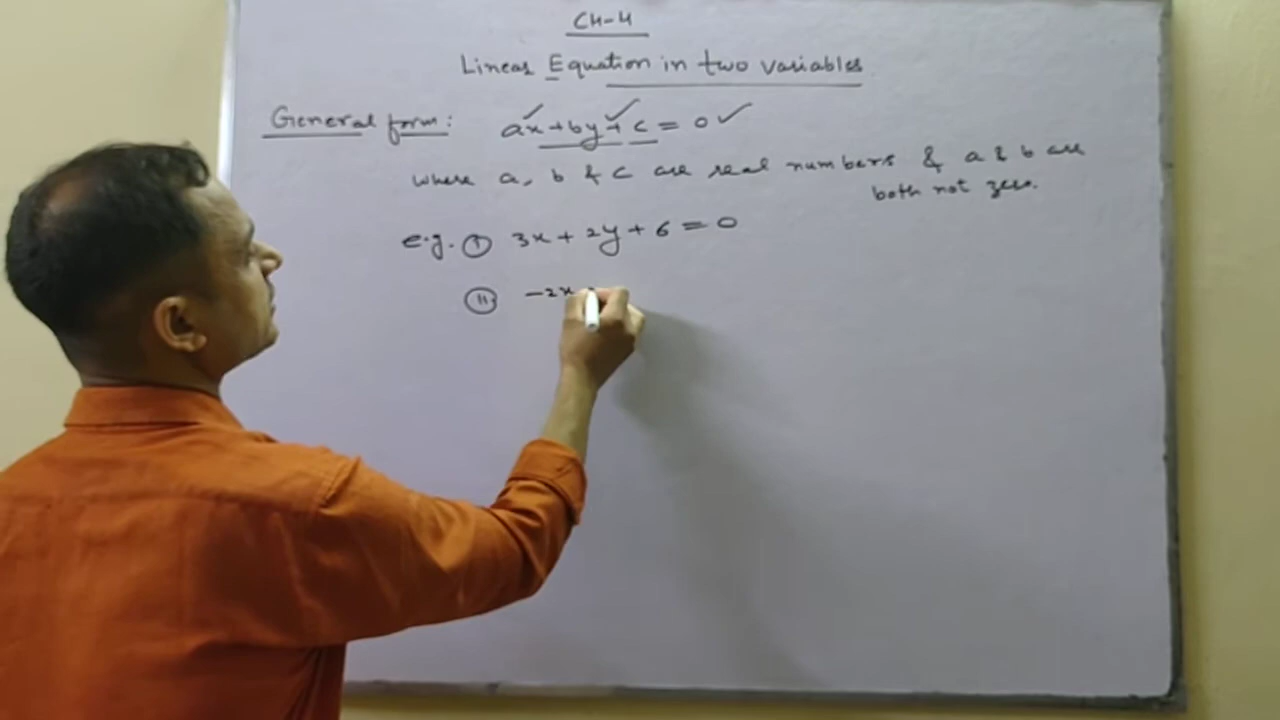 CH-4
Linear Equation in two variables
General form: ax + by + c = 0
where a, b & c are real numbers & a & b are
both not zero.
e.g. (i) 3x + 2y + 6 = 0
(ii) -2x